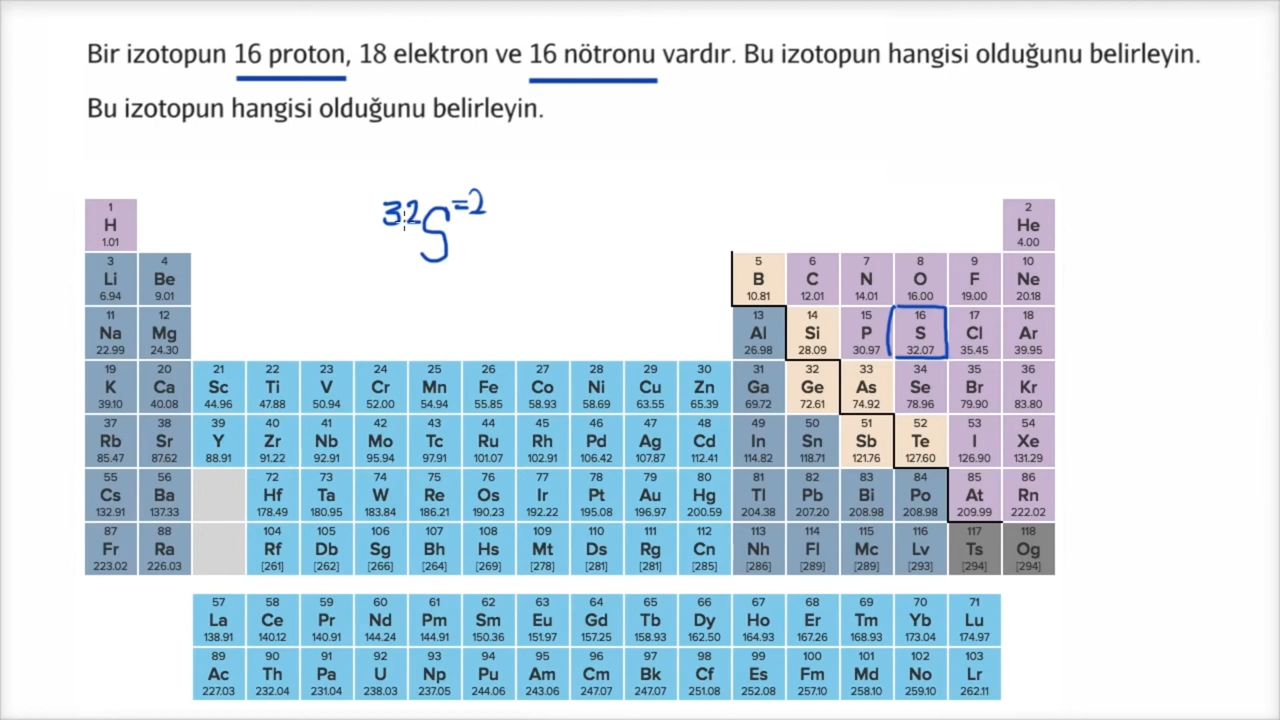 Bir izotopun 16 proton, 18 elektron ve 16 nötronu vardır. Bu izotopun hangisi olduğunu belirleyin.
Bu izotopun hangisi olduğunu belirleyin.
32S=2
1 2
H He
1.01 4.00
3 4 5 6 7 8 9 10
Li Be B C N O F Ne
6.94 9.01 10.81 12.01 14.01 16.00 19.00 20.18
11 12 13 14 15 16 17 18
Na Mg Al Si P S Cl Ar
22.99 24.30 26.98 28.09 30.97 32.07 35.45 39.95
19 20 21 22 23 24 25 26 27 28 29 30 31 32 33 34 35 36
K Ca Sc Ti V Cr Mn Fe Co Ni Cu Zn Ga Ge As Se Br Kr
39.10 40.08 44.96 47.88 50.94 52.00 54.94 55.85 58.93 58.69 63.55 65.39 69.72 72.61 74.92 78.96 79.90 83.80
37 38 39 40 41 42 43 44 45 46 47 48 49 50 51 52 53 54
Rb Sr Y Zr Nb Mo Tc Ru Rh Pd Ag Cd In Sn Sb Te I Xe
85.47 87.62 88.91 91.22 92.91 95.94 97.91 101.07 102.91 106.42 107.87 112.41 114.82 118.71 121.76 127.60 126.90 131.29
55 56 72 73 74 75 76 77 78 79 80 81 82 83 84 85 86
Cs Ba Hf Ta W Re Os Ir Pt Au Hg Tl Pb Bi Po At Rn
132.91 137.33 178.49 180.95 183.84 186.21 190.23 192.22 195.08 196.97 200.59 204.38 207.20 208.98 208.98 209.99 222.02
87 88 104 105 106 107 108 109 110 111 112 113 114 115 116 117 118
Fr Ra Rf Db Sg Bh Hs Mt Ds Rg Cn Nh Fl Mc Lv Ts Og
223.02 226.03 [261] [262] [266] [264] [269] [278] [281] [281] [285] [286] [289] [289] [293] [294] [294]
57 58 59 60 61 62 63 64 65 66 67 68 69 70 71
La Ce Pr Nd Pm Sm Eu Gd Tb Dy Ho Er Tm Yb Lu
138.91 140.12 140.91 144.24 144.91 150.36 151.97 157.25 158.93 162.50 164.93 167.26 168.93 173.04 174.97
89 90 91 92 93 94 95 96 97 98 99 100 101 102 103
Ac Th Pa U Np Pu Am Cm Bk Cf Es Fm Md No Lr
227.03 232.04 231.04 238.03 237.05 244.06 243.06 247.07 247.07 251.08 252.08 257.10 258.10 259.10 262.11